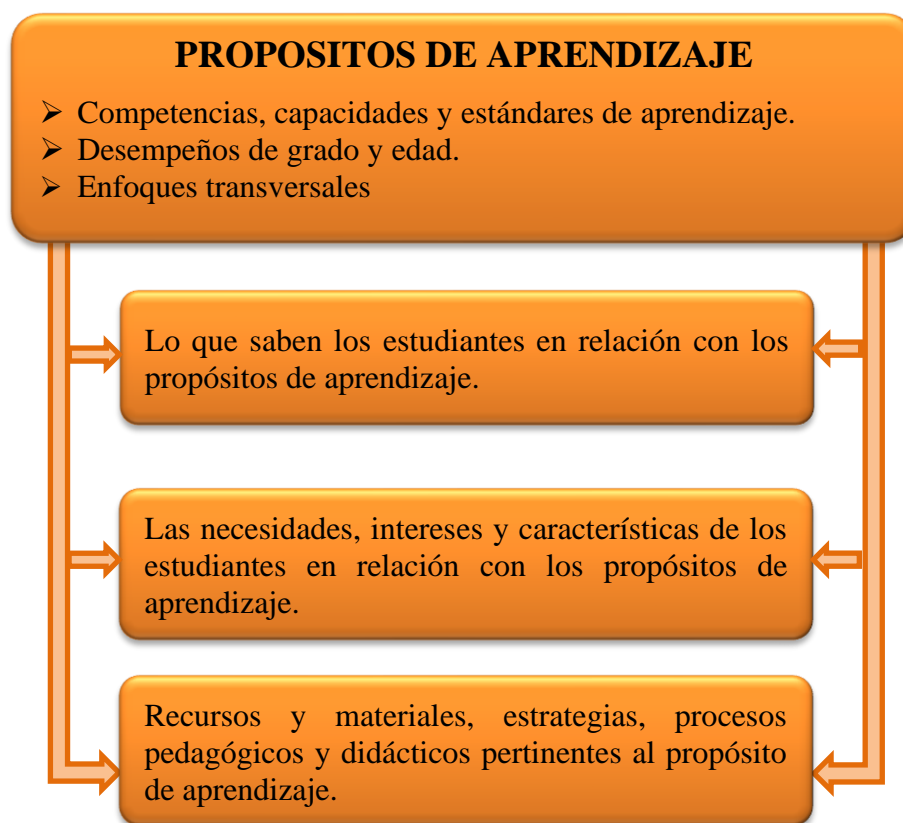 PROPOSITOS DE APRENDIZAJE
➢ Competencias, capacidades y estándares de aprendizaje.
➢ Desempeños de grado y edad.
➢ Enfoques transversales
Lo que saben los estudiantes en relación con los
propósitos de aprendizaje.
Las necesidades, intereses y características de los
estudiantes en relación con los propósitos de
aprendizaje.
Recursos y materiales, estrategias, procesos
pedagógicos y didácticos pertinentes al propósito
de aprendizaje.